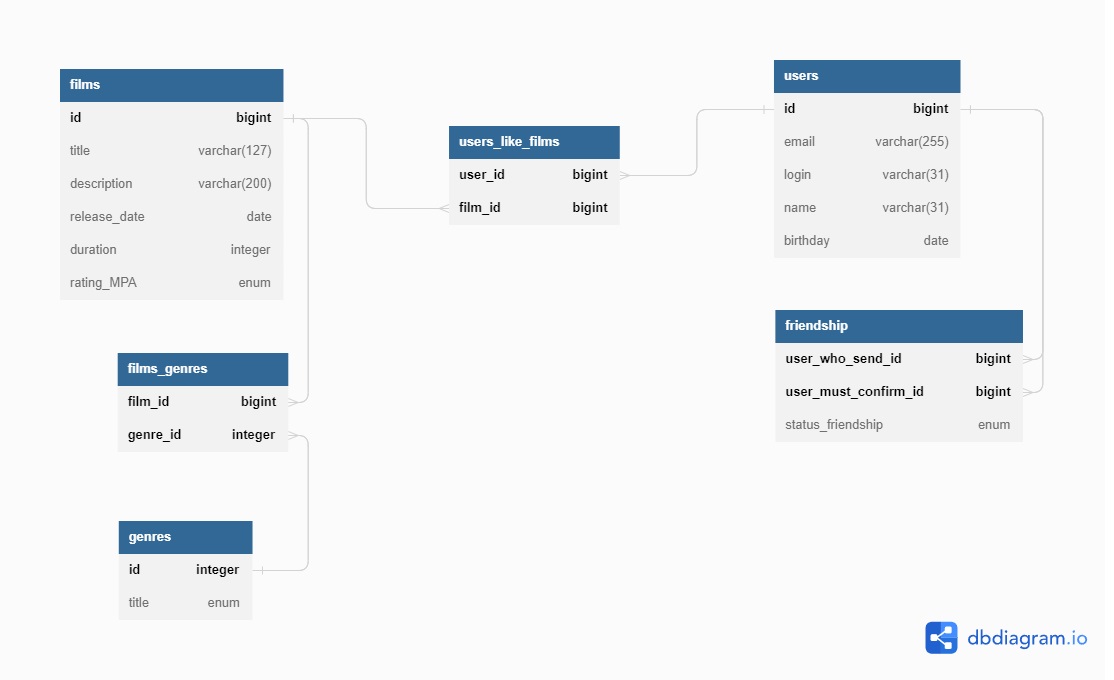 films
id bigint
title varchar(127)
description varchar(200)
release_date date
duration integer
rating_MPA enum
users_like_films
user_id bigint
film_id bigint
users
id bigint
email varchar(255)
login varchar(31)
name varchar(31)
birthday date
friendship
user_who_send_id bigint
user_must_confirm_id bigint
status_friendship enum
films_genres
film_id bigint
genre_id integer
genres
id integer
title enum
dbdiagram.io